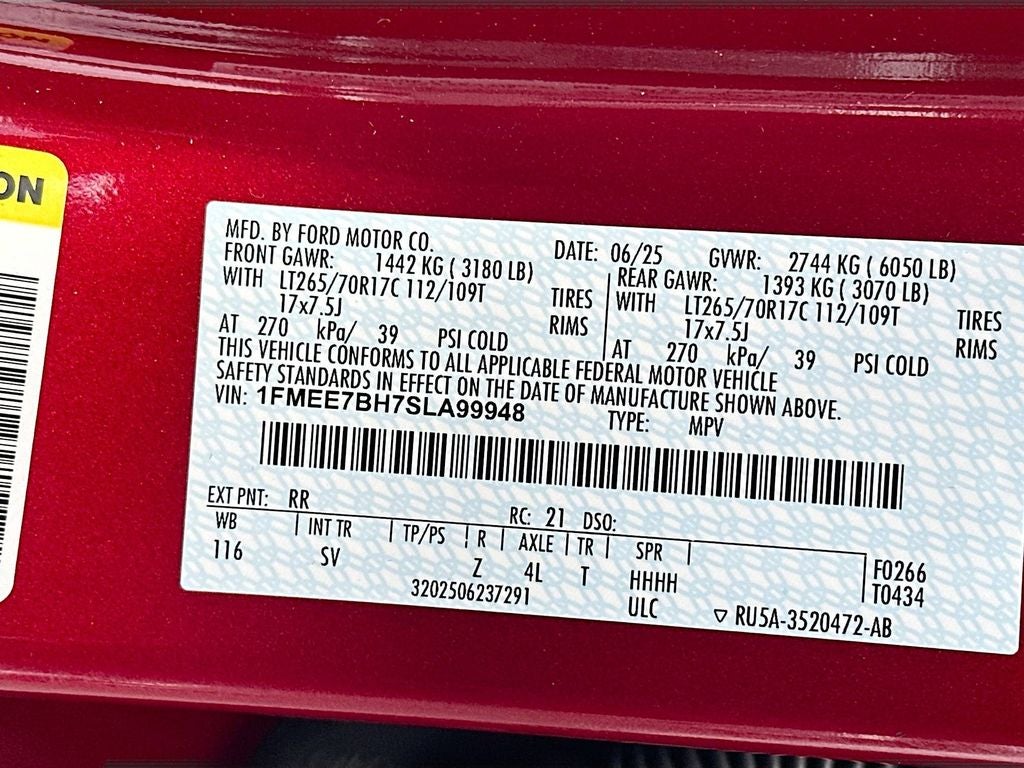 ON
MFD. BY FORD MOTOR CO. DATE: 06/25 GVWR: 2744 KG ( 6050 LB)
FRONT GAWR: 1442 KG ( 3180 LB) REAR GAWR: 1393 KG ( 3070 LB)
WITH LT265/70R17C 112/109T TIRES WITH LT265/70R17C 112/109T TIRES
17x7.5J RIMS 17x7.5J RIMS
AT 270 kPa/ 39 PSI COLD AT 270 kPa/ 39 PSI COLD
THIS VEHICLE CONFORMS TO ALL APPLICABLE FEDERAL MOTOR VEHICLE
SAFETY STANDARDS IN EFFECT ON THE DATE OF MANUFACTURE SHOWN ABOVE.
VIN: 1FMEE7BH7SLA99948 TYPE: MPV
EXT PNT: RR RC: 21 DSO:
WB INT TR TP/PS R AXLE TR SPR
116 SV Z 4L T HHHH F0266
3202506237291 ULC T0434
▽ RU5A-3520472-AB